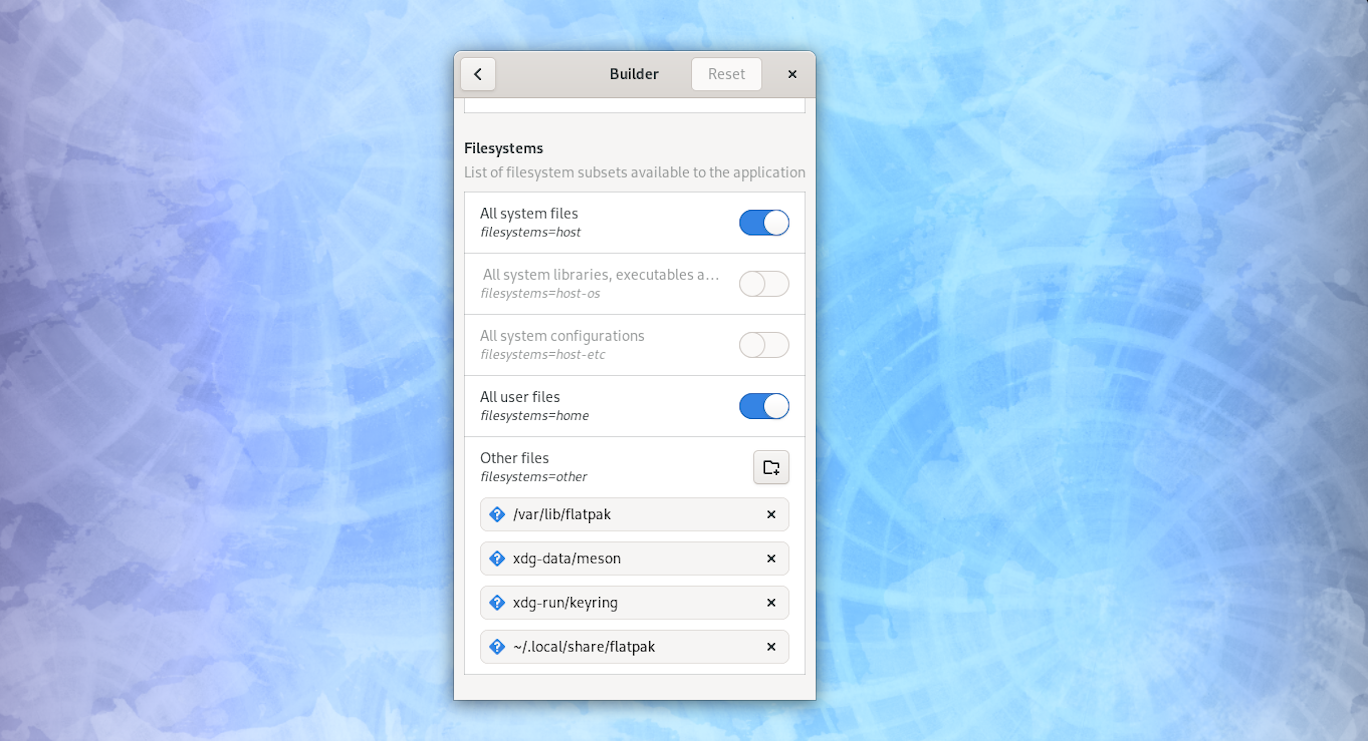 Builder
Reset
Filesystems
List of filesystem subsets available to the application
All system files
filesystems=host
All system libraries, executables a…
filesystems=host-os
All system configurations
filesystems=host-etc
All user files
filesystems=home
Other files
filesystems=other
/var/lib/flatpak
xdg-data/meson
xdg-run/keyring
~/.local/share/flatpak